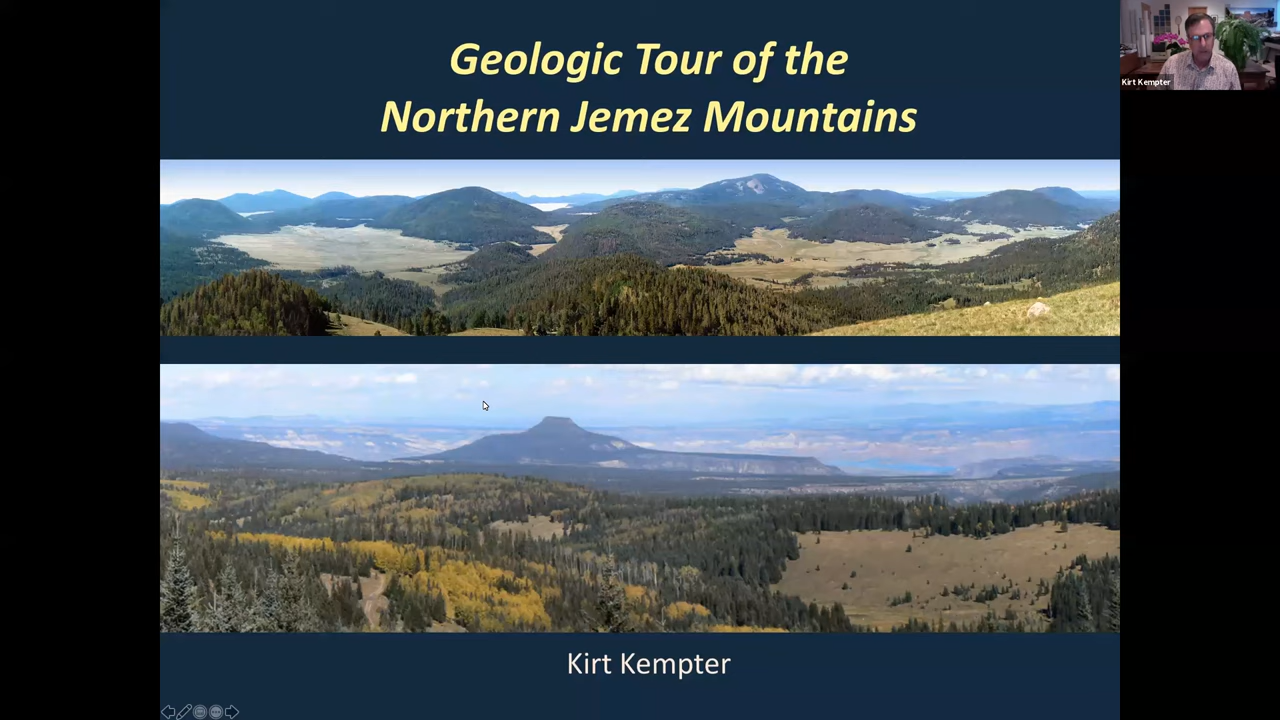 Geologic Tour of the
Northern Jemez Mountains
Kirt Kempter
Kirt Kempter